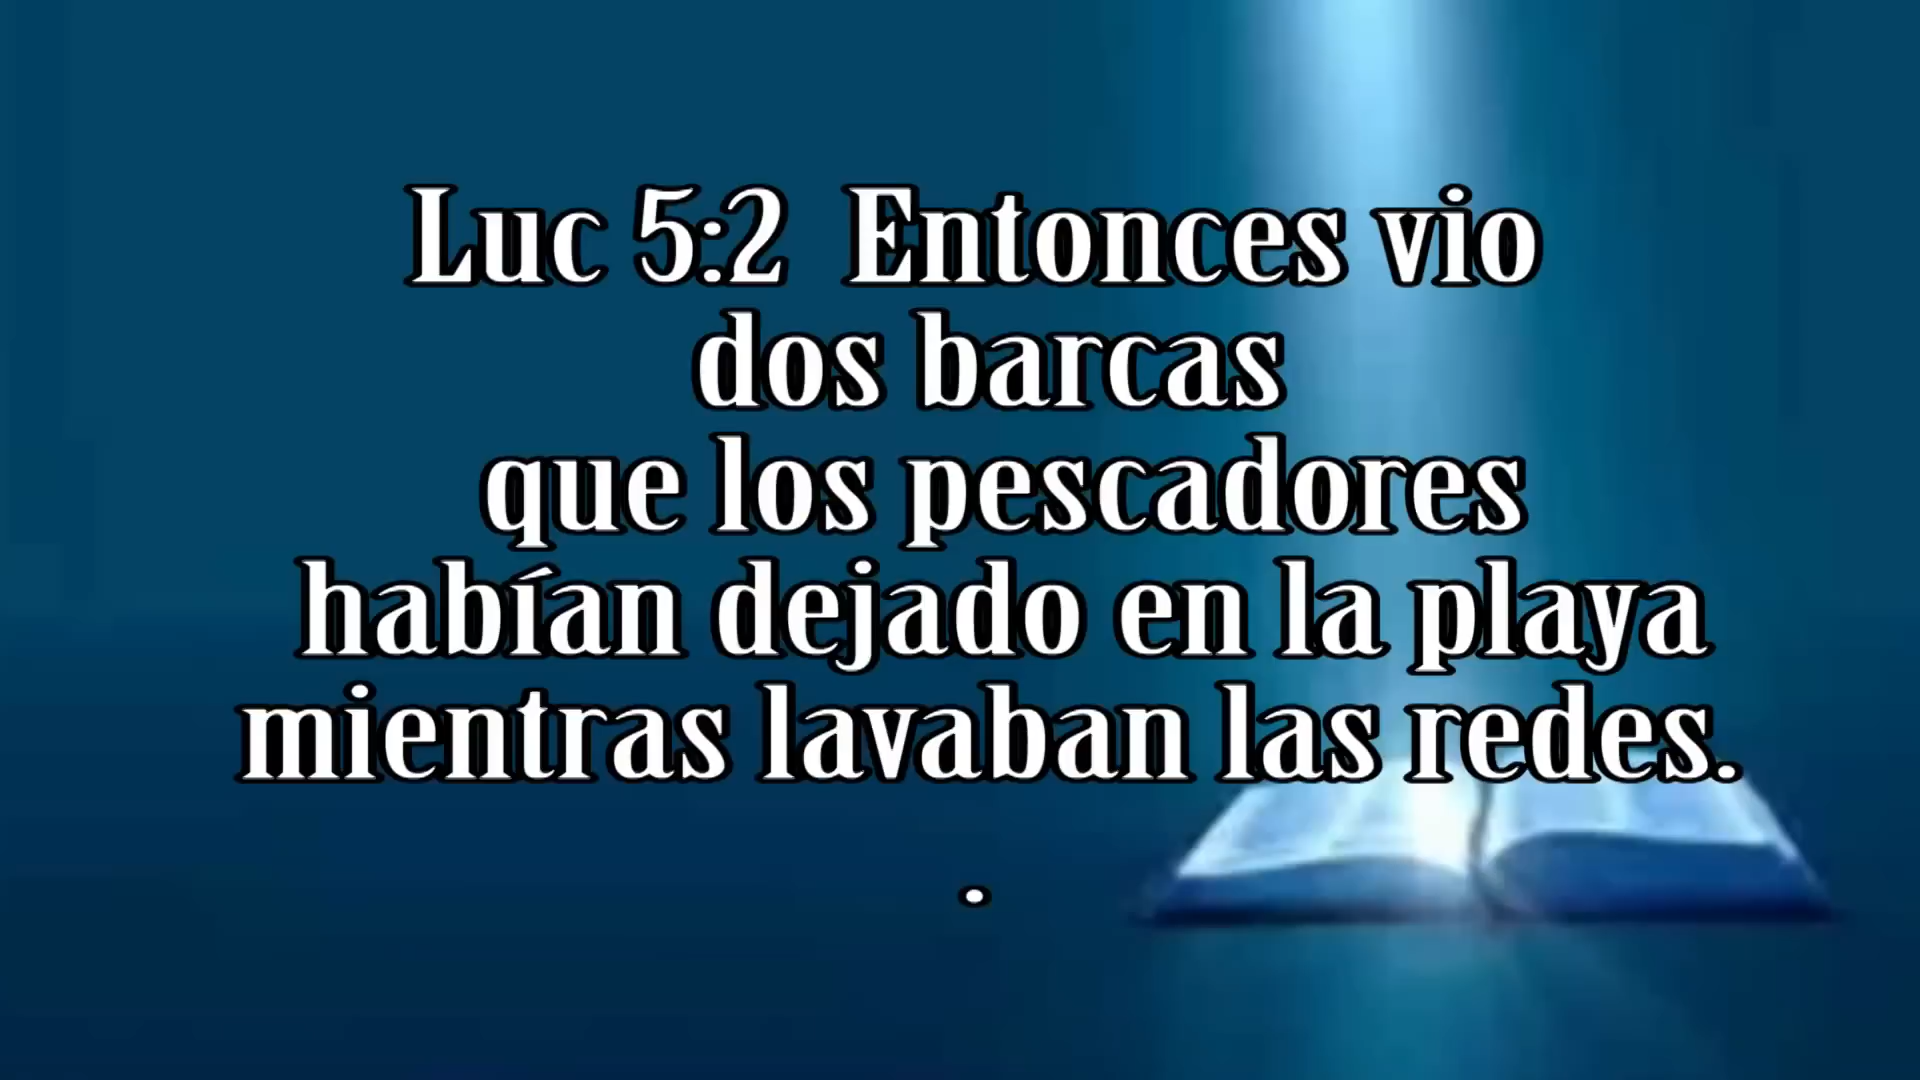 Luc 5:2  Entonces vio
dos barcas
que los pescadores
habían dejado en la playa
mientras lavaban las redes.
.